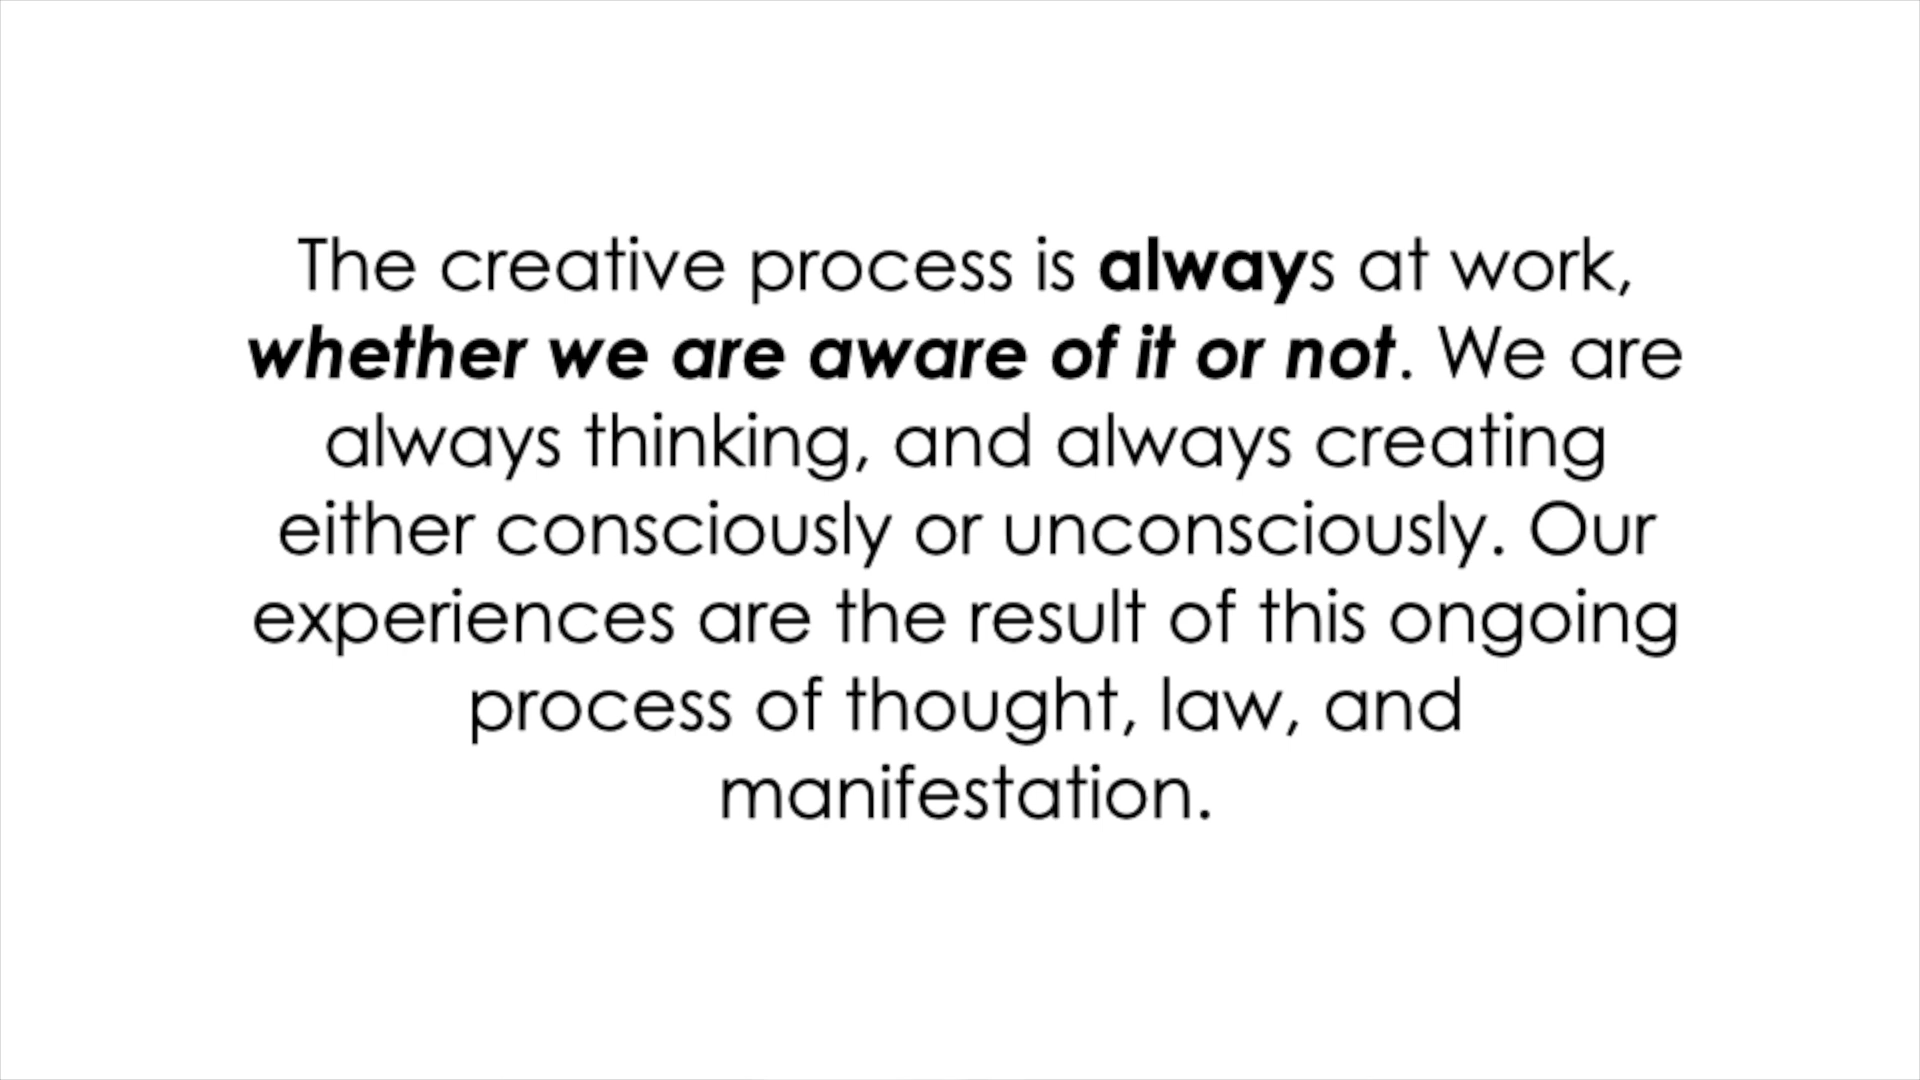 The creative process is always at work,
whether we are aware of it or not. We are
always thinking, and always creating
either consciously or unconsciously. Our
experiences are the result of this ongoing
process of thought, law, and
manifestation.